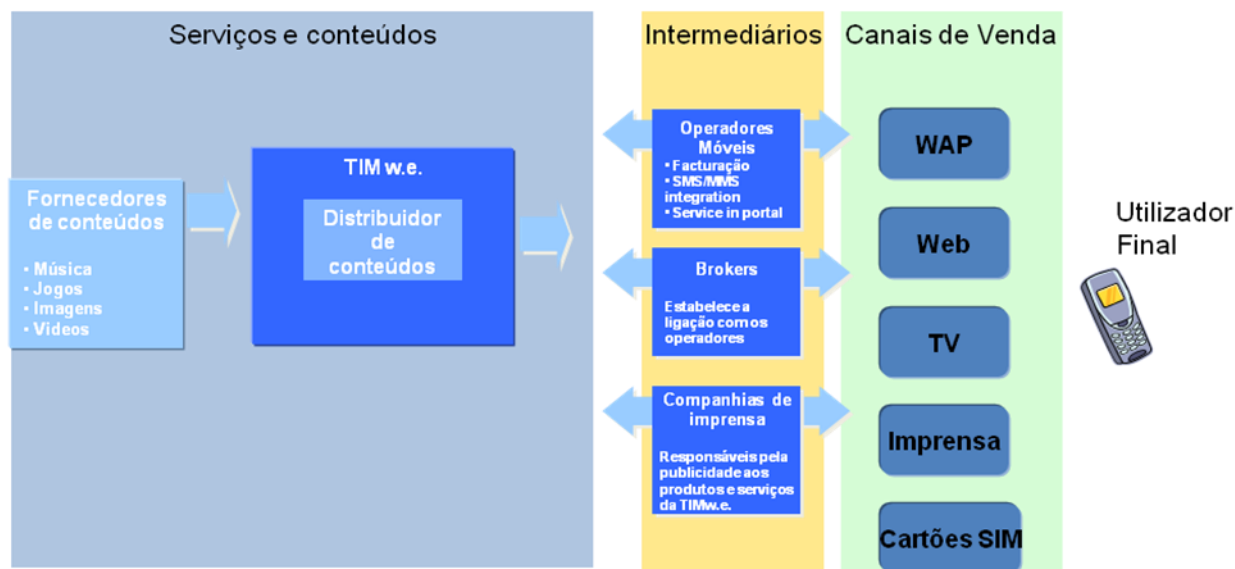 Serviços e conteúdos
Fornecedores
de conteúdos
• Música
• Jogos
• Imagens
• Videos
TIM w.e.
Distribuidor
de
conteúdos
Intermediários
Operadores
Móveis
• Facturação
• SMS/MMS
integration
• Service in portal
Brokers
Estabelece a
ligação com os
operadores
Companhias de
imprensa
Responsáveis pela
publicidade aos
produtos e serviços
da TIMw.e.
Canais de Venda
WAP
Web
TV
Imprensa
Cartões SIM
Utilizador
Final